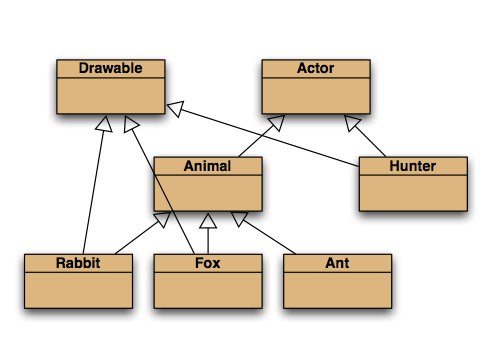 Drawable
Actor
Animal
Hunter
Rabbit
Fox
Ant